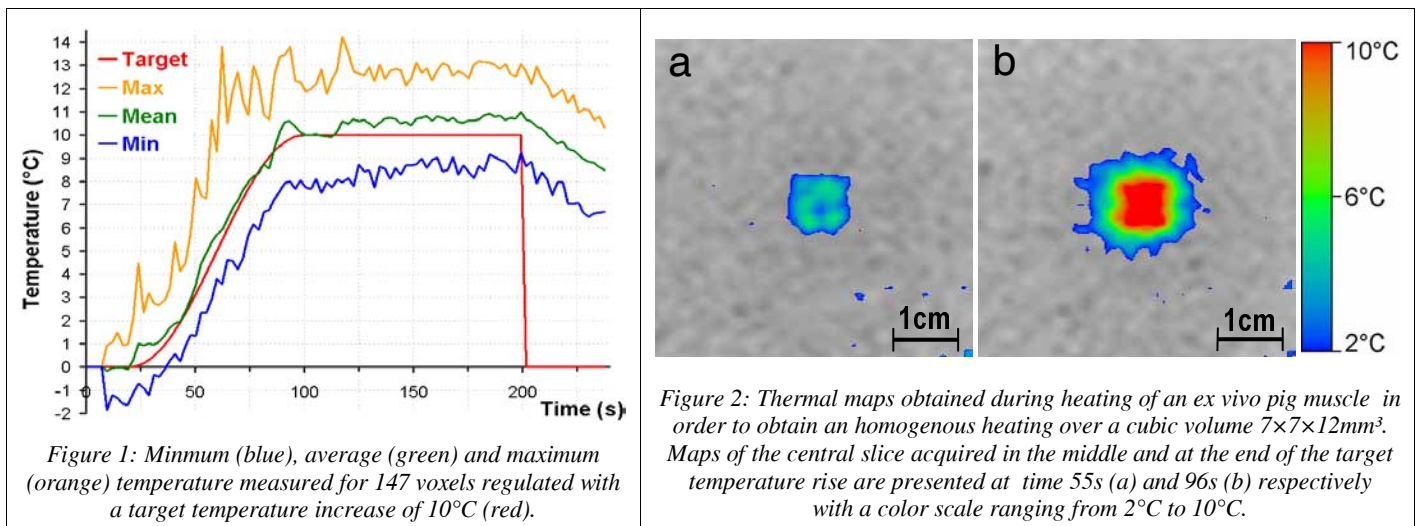 14
13
12
11
10
9
8
7
6
5
4
3
2
1
0
-1
-2
Temperature (°C)
Target
Max
Mean
Min
0 50 100 150 200
Time (s)
Figure 1: Minmum (blue), average (green) and maximum
(orange) temperature measured for 147 voxels regulated with
a target temperature increase of 10°C (red).
a
1cm
b
1cm
10°C
6°C
2°C
Figure 2: Thermal maps obtained during heating of an ex vivo pig muscle in
order to obtain an homogenous heating over a cubic volume 7×7×12mm³.
Maps of the central slice acquired in the middle and at the end of the target
temperature rise are presented at time 55s (a) and 96s (b) respectively
with a color scale ranging from 2°C to 10°C.